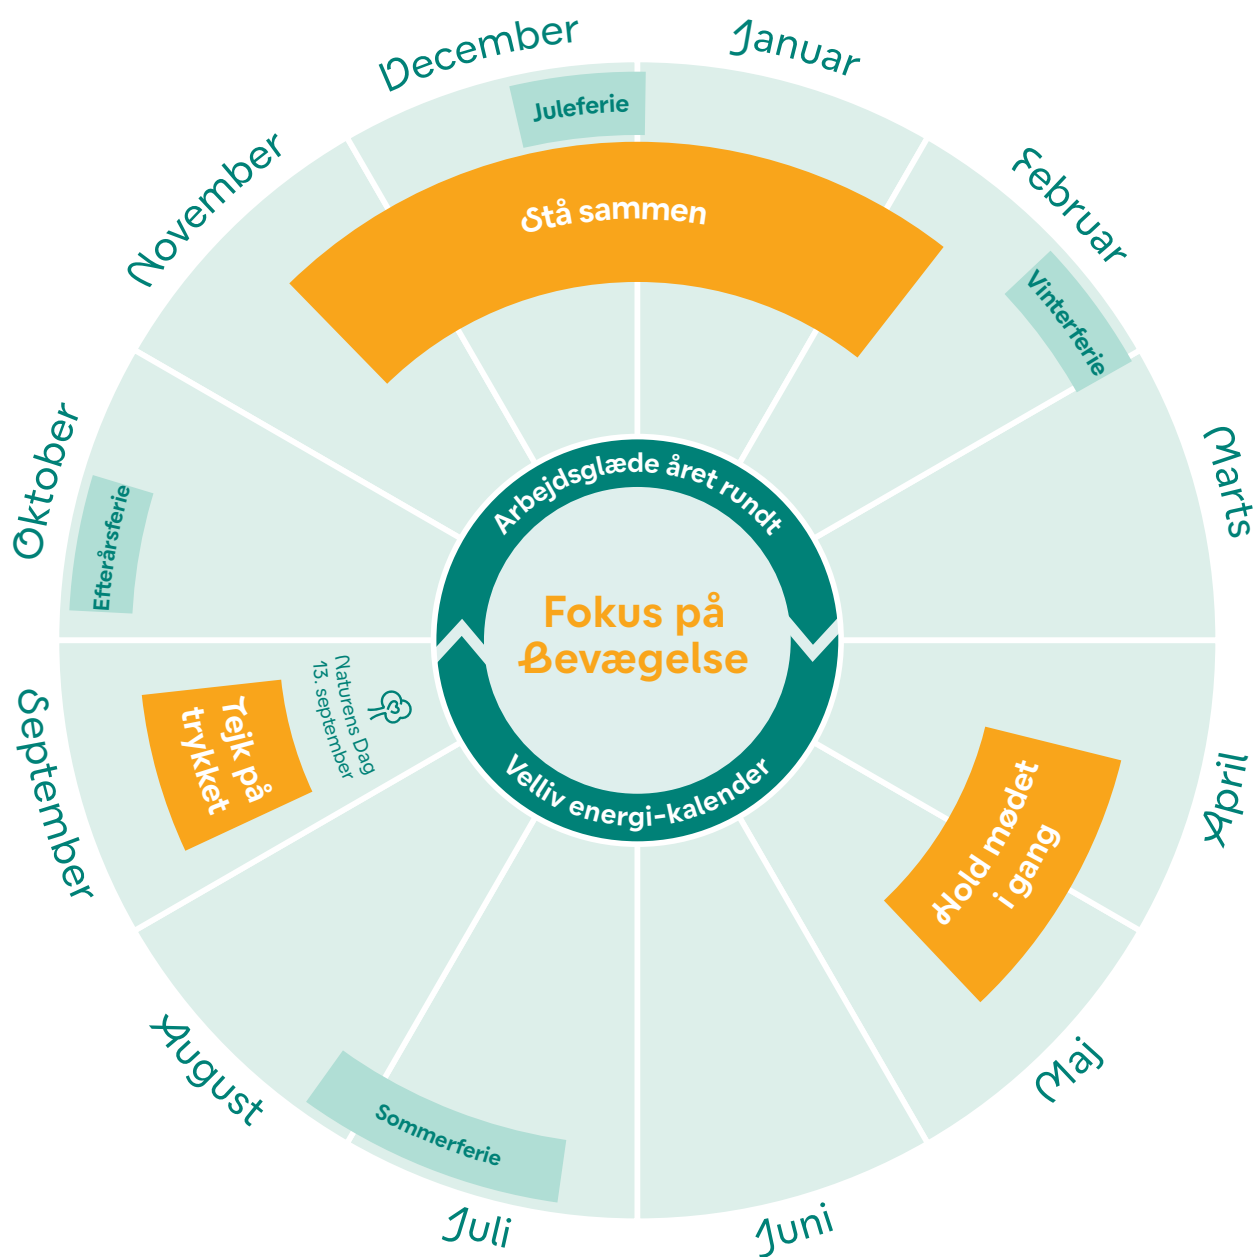 Januar
Februar
Marts
April
Maj
Juni
Juli
August
September
Oktober
November
December
Juleferie
Stå sammen
Vinterferie
Hold mødet
i gang
Sommerferie
Tejk på
trykket
Naturens Dag
13. september
Efterårsferie
Arbejdsglæde året rundt
Fokus på
Bevægelse
Velliv energi-kalender